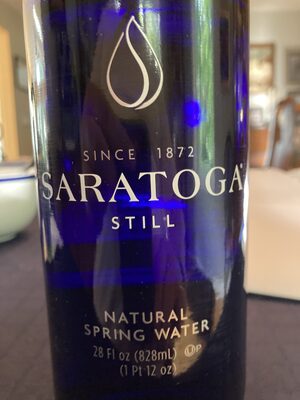 SINCE 1872
SARATOGA®
STILL
NATURAL
SPRING WATER
28 Fl oz (828mL) Ⓤ P
(1 Pt 12 oz)